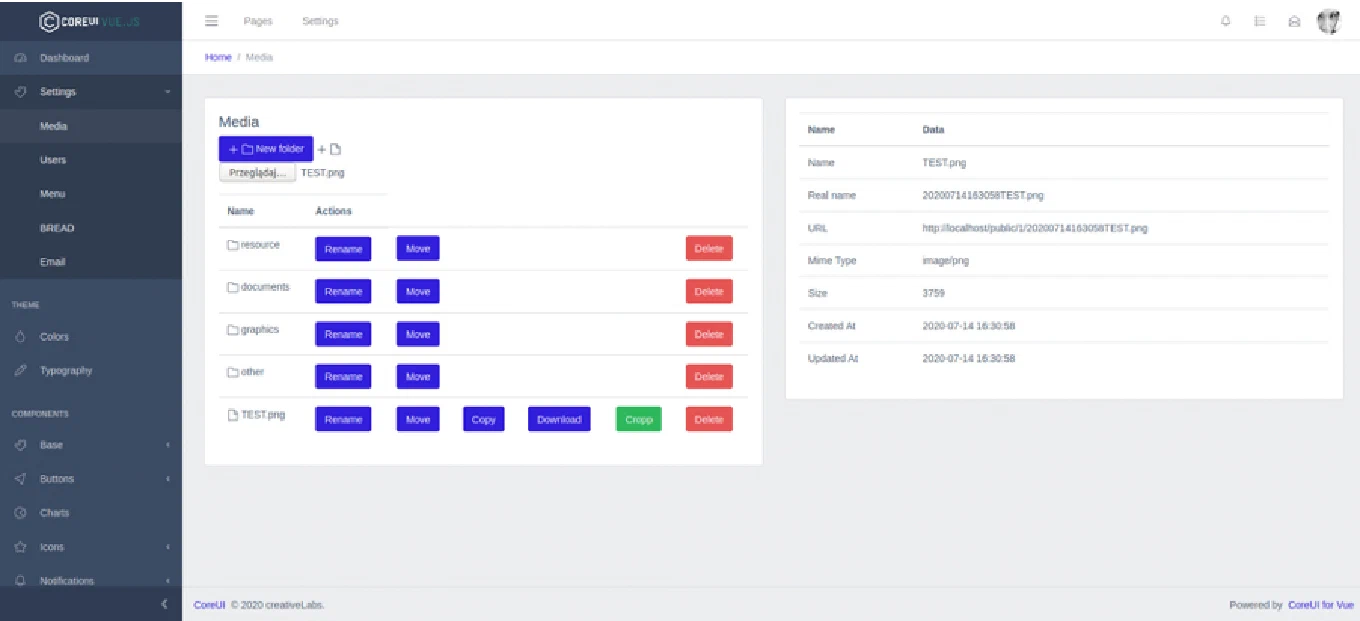 COREUI VUE.JS
Pages Settings
Dashboard
Settings
Media
Users
Menu
BREAD
Email
THEME
Colors
Typography
COMPONENTS
Base
Buttons
Charts
Icons
Notifications
Home / Media
Media
+ New folder +
Przeglądaj... TEST.png
Name Actions
resource Rename Move Delete
documents Rename Move Delete
graphics Rename Move Delete
other Rename Move Delete
TEST.png Rename Move Copy Download Cropp Delete
Name Data
Name TEST.png
Real name 20200714163058TEST.png
URL http://localhost/public/1/20200714163058TEST.png
Mime Type image/png
Size 3759
Created At 2020-07-14 16:30:58
Updated At 2020-07-14 16:30:58
CoreUI © 2020 creativeLabs.
Powered by CoreUI for Vue